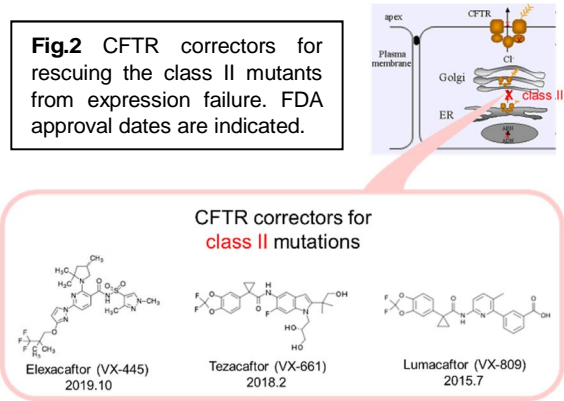 Fig.2 CFTR correctors for
rescuing the class II mutants
from expression failure. FDA
approval dates are indicated.
apex
CFTR
Plasma
membrane
Cl⁻
Golgi
class II
ER
CFTR correctors for
class II mutations
Elexacaftor (VX-445)
2019.10
Tezacaftor (VX-661)
2018.2
Lumacaftor (VX-809)
2015.7